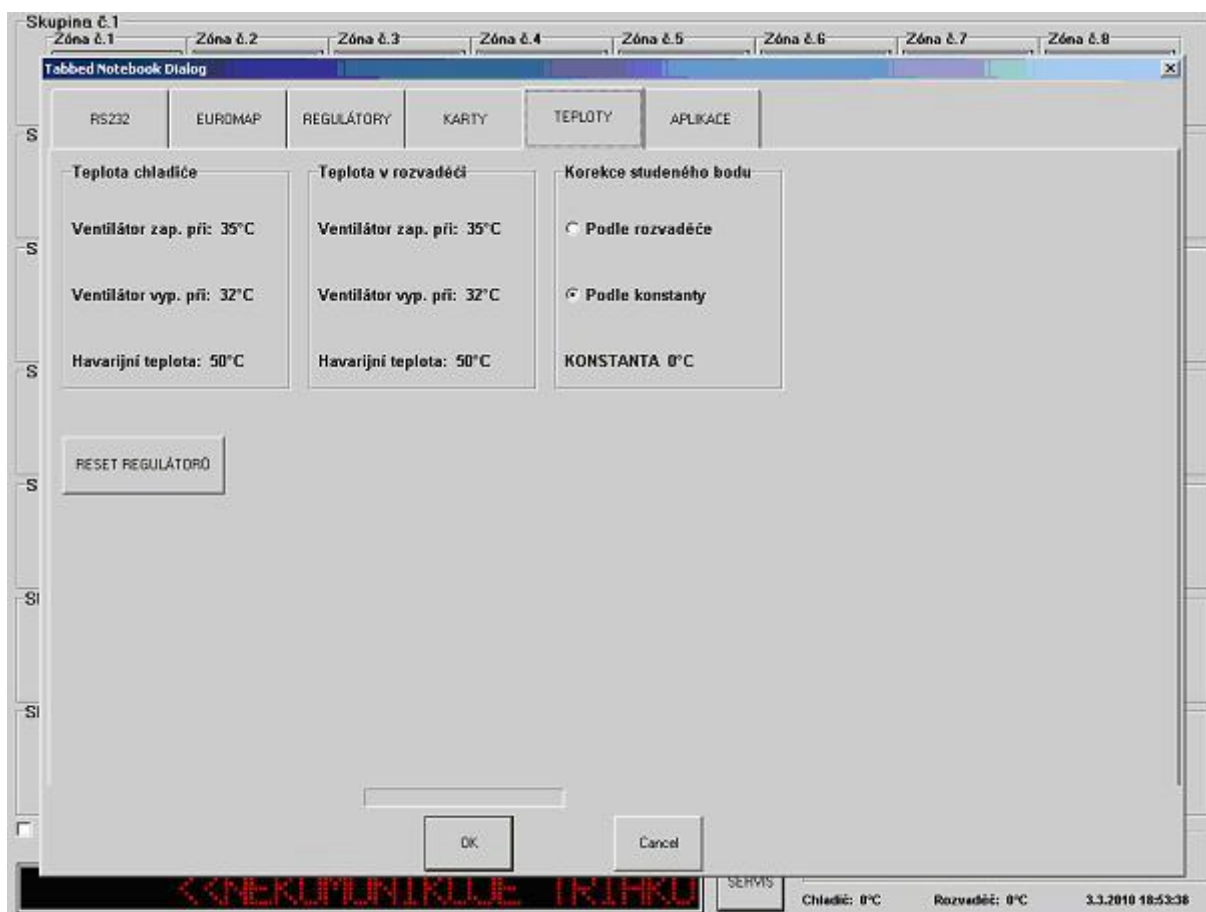 Skupina č.1
Zóna č.1 Zóna č.2 Zóna č.3 Zóna č.4 Zóna č.5 Zóna č.6 Zóna č.7 Zóna č.8
Tabbed Notebook Dialog
RS232 EUROMAP REGULÁTORY KARTY TEPLOTY APLIKACE
Teplota chladiče Teplota v rozvaděči Korekce studeného bodu
Ventilátor zap. při: 35°C Ventilátor zap. při: 35°C Podle rozvaděče
Ventilátor vyp. při: 32°C Ventilátor vyp. při: 32°C Podle konstanty
Havarijní teplota: 50°C Havarijní teplota: 50°C KONSTANTA 0°C
RESET REGULÁTORŮ
OK Cancel
<<NEKOMUNIKUJE SERVIS
Chladič: 0°C Rozvaděč: 0°C 3.3.2010 18:53:38